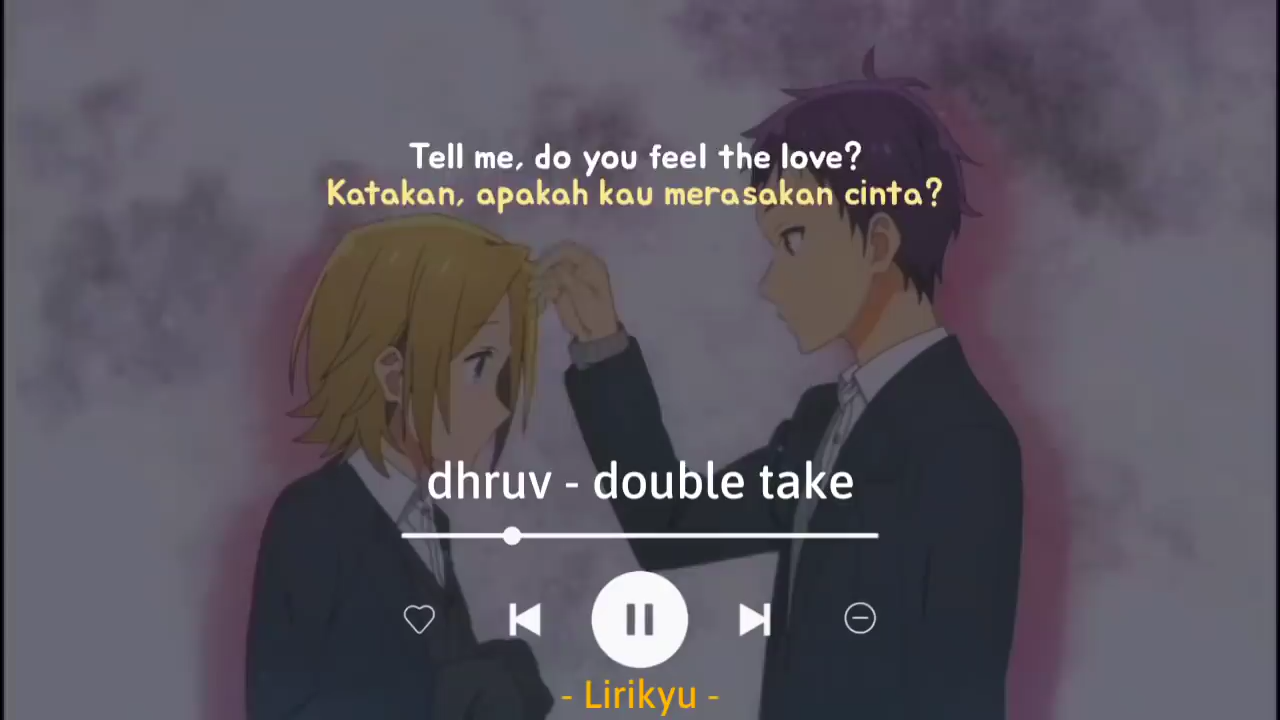 Tell me, do you feel the love?
Katakan, apakah kau merasakan cinta?
dhruv - double take
- Lirikyu -